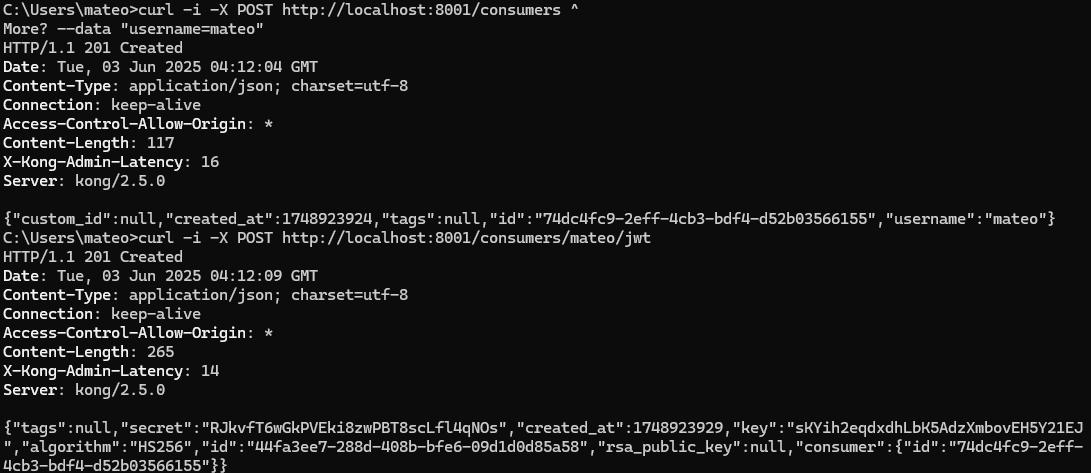 C:\Users\mateo>curl -i -X POST http://localhost:8001/consumers ^
More? --data "username=mateo"
HTTP/1.1 201 Created
Date: Tue, 03 Jun 2025 04:12:04 GMT
Content-Type: application/json; charset=utf-8
Connection: keep-alive
Access-Control-Allow-Origin: *
Content-Length: 117
X-Kong-Admin-Latency: 16
Server: kong/2.5.0

{"custom_id":null,"created_at":1748923924,"tags":null,"id":"74dc4fc9-2eff-4cb3-bdf4-d52b03566155","username":"mateo"}
C:\Users\mateo>curl -i -X POST http://localhost:8001/consumers/mateo/jwt
HTTP/1.1 201 Created
Date: Tue, 03 Jun 2025 04:12:09 GMT
Content-Type: application/json; charset=utf-8
Connection: keep-alive
Access-Control-Allow-Origin: *
Content-Length: 265
X-Kong-Admin-Latency: 14
Server: kong/2.5.0

{"tags":null,"secret":"RJkvfT6wGkPVEki8zwPBT8scLfl4qNOs","created_at":1748923929,"key":"sKYih2eqdxdhLbK5AdzXmbovEH5Y21EJ
","algorithm":"HS256","id":"44fa3ee7-288d-408b-bfe6-09d1d0d85a58","rsa_public_key":null,"consumer":{"id":"74dc4fc9-2eff-
4cb3-bdf4-d52b03566155"}}